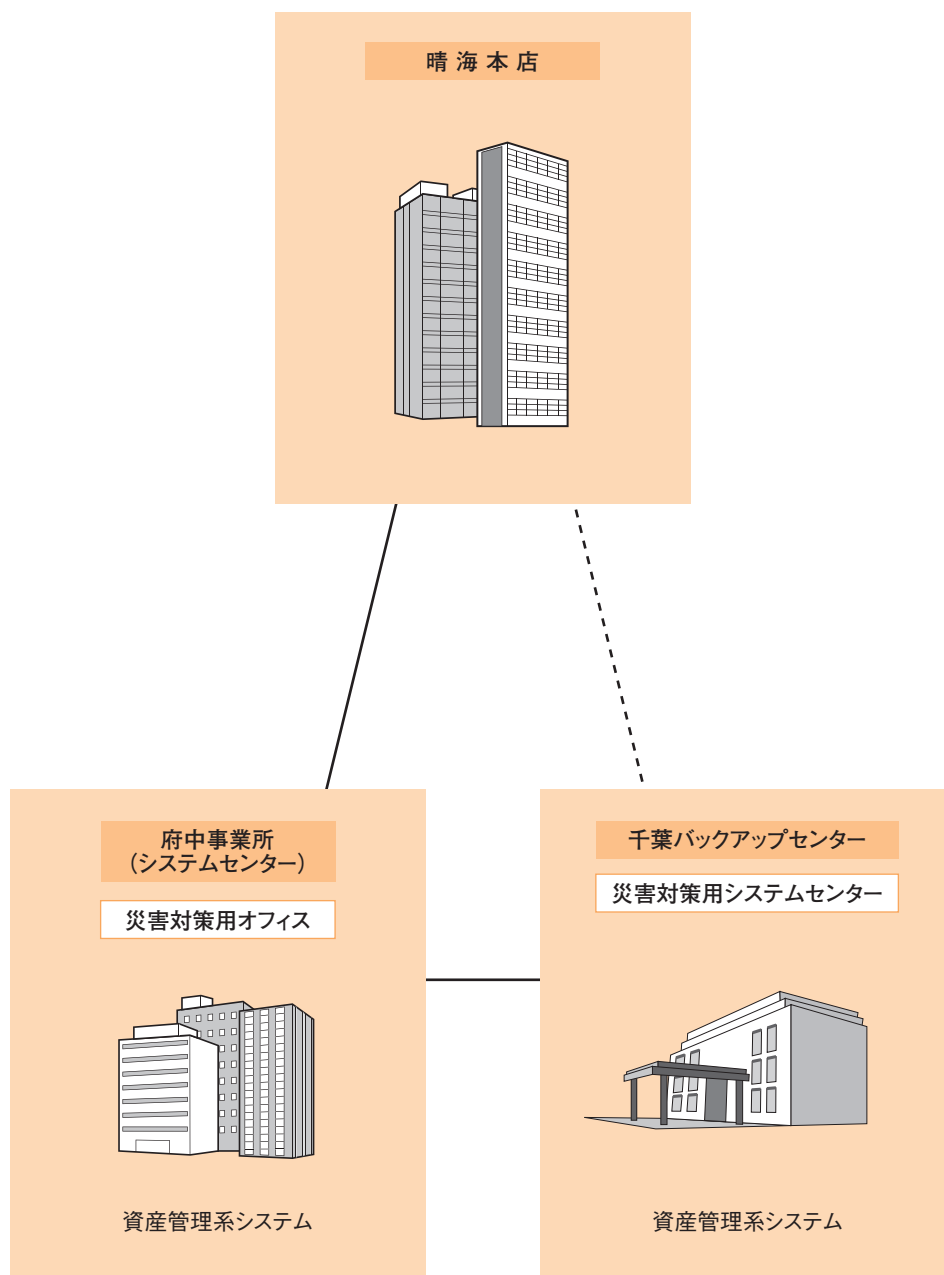 晴海本店
府中事業所
（システムセンター）
災害対策用オフィス
資産管理系システム
千葉バックアップセンター
災害対策用システムセンター
資産管理系システム